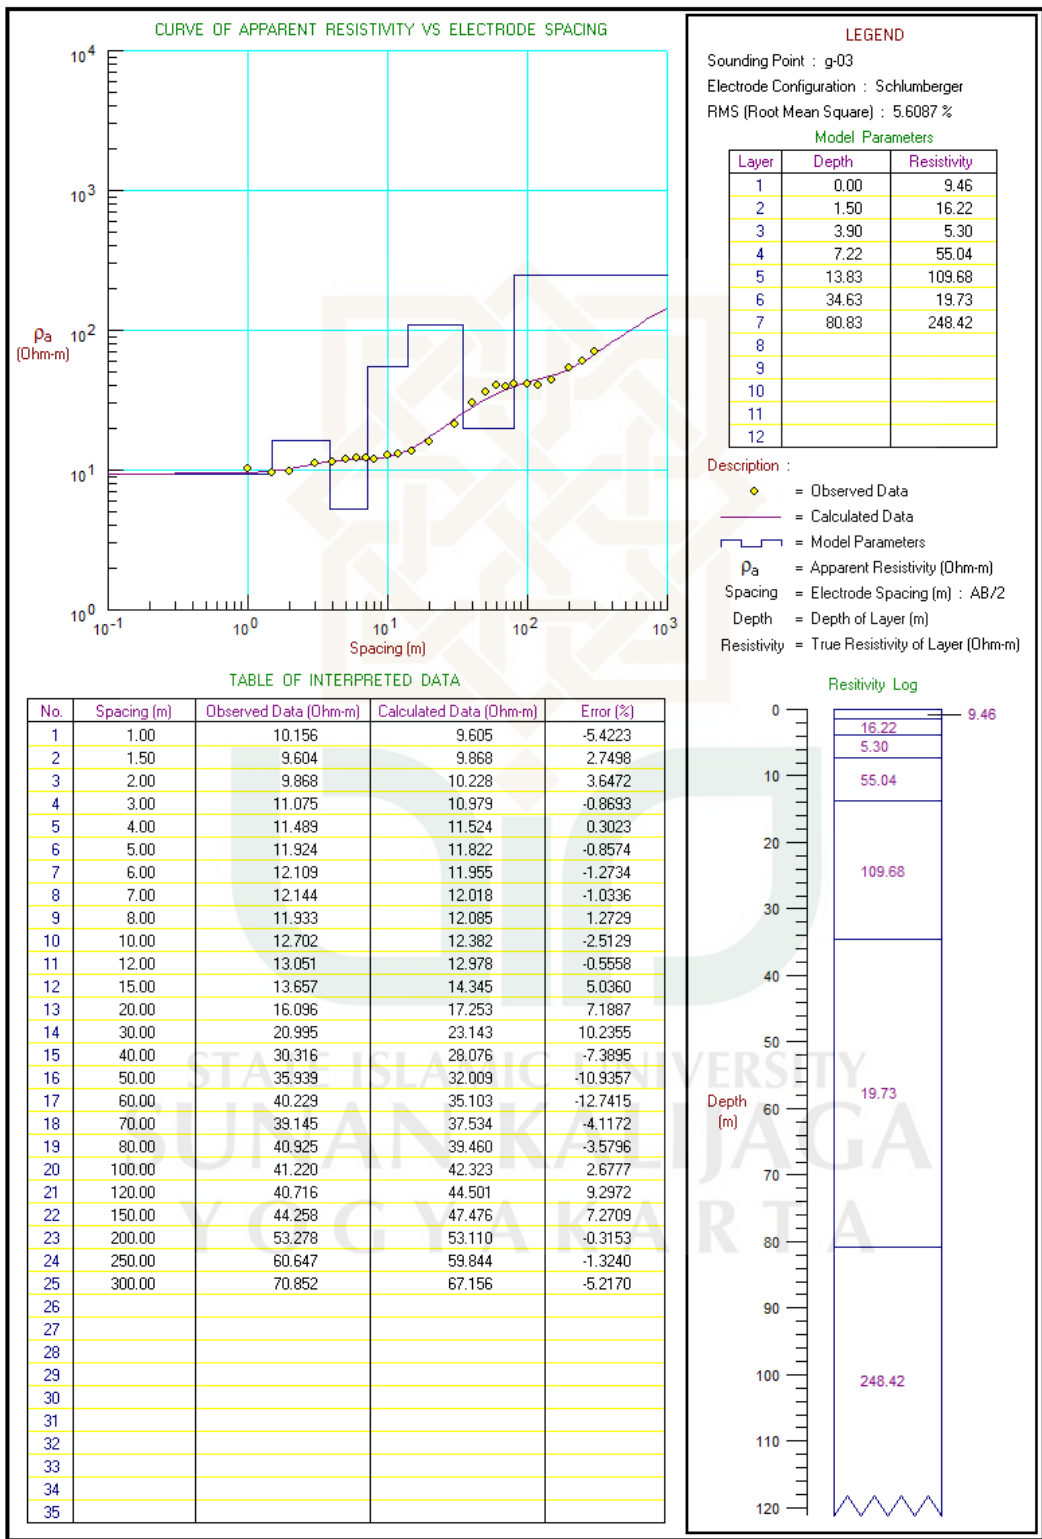 CURVE OF APPARENT RESISTIVITY VS ELECTRODE SPACING
10^4
10^3
10^2
10^1
10^0
ρa
(Ohm-m)
10^-1 10^0 10^1 10^2 10^3
Spacing (m)
LEGEND
Sounding Point : g-03
Electrode Configuration : Schlumberger
RMS (Root Mean Square) : 5.6087 %
Model Parameters
Layer Depth Resistivity
1 0.00 9.46
2 1.50 16.22
3 3.90 5.30
4 7.22 55.04
5 13.83 109.68
6 34.63 19.73
7 80.83 248.42
8
9
10
11
12
Description :
= Observed Data
= Calculated Data
= Model Parameters
ρa = Apparent Resistivity (Ohm-m)
Spacing = Electrode Spacing (m) : AB/2
Depth = Depth of Layer (m)
Resistivity = True Resistivity of Layer (Ohm-m)
TABLE OF INTERPRETED DATA
No. Spacing (m) Observed Data (Ohm-m) Calculated Data (Ohm-m) Error (%)
1 1.00 10.156 9.605 -5.4223
2 1.50 9.604 9.868 2.7498
3 2.00 9.868 10.228 3.6472
4 3.00 11.075 10.979 -0.8693
5 4.00 11.489 11.524 0.3023
6 5.00 11.924 11.822 -0.8574
7 6.00 12.109 11.955 -1.2734
8 7.00 12.144 12.018 -1.0336
9 8.00 11.933 12.085 1.2729
10 10.00 12.702 12.382 -2.5129
11 12.00 13.051 12.978 -0.5558
12 15.00 13.657 14.345 5.0360
13 20.00 16.096 17.253 7.1887
14 30.00 20.995 23.143 10.2355
15 40.00 30.316 28.076 -7.3895
16 50.00 35.939 32.009 -10.9357
17 60.00 40.229 35.103 -12.7415
18 70.00 39.145 37.534 -4.1172
19 80.00 40.925 39.460 -3.5796
20 100.00 41.220 42.323 2.6777
21 120.00 40.716 44.501 9.2972
22 150.00 44.258 47.476 7.2709
23 200.00 53.278 53.110 -0.3153
24 250.00 60.647 59.844 -1.3240
25 300.00 70.852 67.156 -5.2170
26
27
28
29
30
31
32
33
34
35
Resitivity Log
0
10
20
30
40
50
60
70
80
90
100
110
120
Depth
(m)
9.46
16.22
5.30
55.04
109.68
19.73
248.42
STATE ISLAMIC UNIVERSITY
SUNAN KALIJAGA
YOGYAKARTA